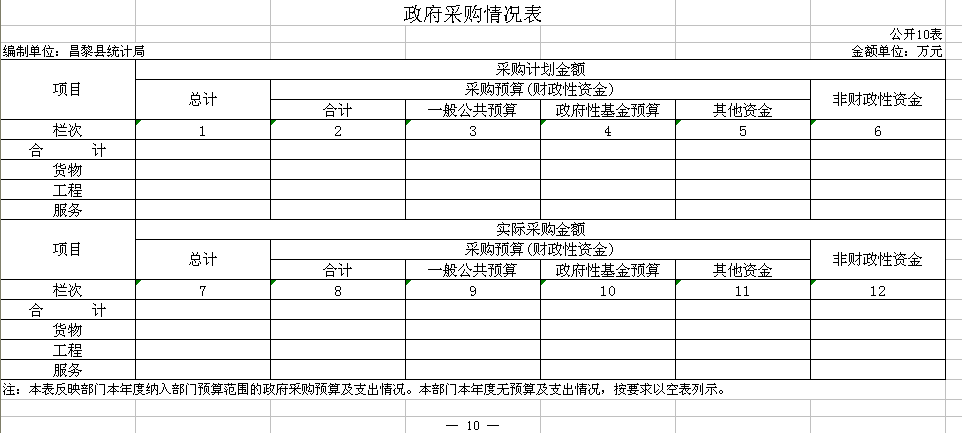 政府采购情况表
公开10表
编制单位：昌黎县统计局 金额单位：万元
项目 采购计划金额
总计 采购预算(财政性资金) 非财政性资金
合计 一般公共预算 政府性基金预算 其他资金
栏次 1 2 3 4 5 6
合 计
货物
工程
服务
项目 实际采购金额
总计 采购预算(财政性资金) 非财政性资金
合计 一般公共预算 政府性基金预算 其他资金
栏次 7 8 9 10 11 12
合 计
货物
工程
服务
注：本表反映部门本年度纳入部门预算范围的政府采购预算及支出情况。本部门本年度无预算及支出情况，按要求以空表列示。
— 10 —